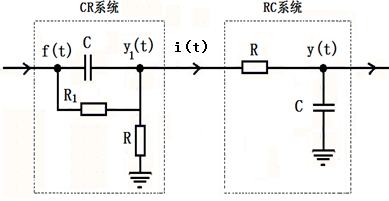 CR系统
RC系统
f(t)
C
y₁(t)
i(t)
R
y(t)
R₁
R
C